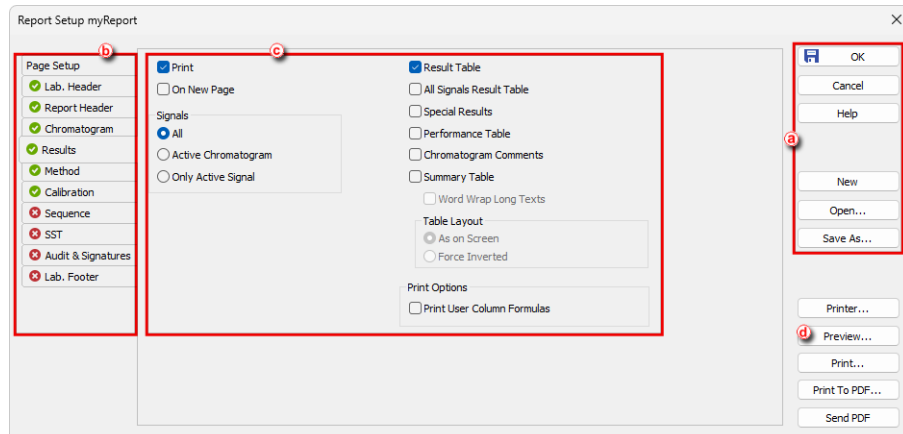 Report Setup myReport
b
c
a
d
Page Setup
Lab. Header
Report Header
Chromatogram
Results
Method
Calibration
Sequence
SST
Audit & Signatures
Lab. Footer
Print
On New Page
Signals
All
Active Chromatogram
Only Active Signal
Result Table
All Signals Result Table
Special Results
Performance Table
Chromatogram Comments
Summary Table
Word Wrap Long Texts
Table Layout
As on Screen
Force Inverted
Print Options
Print User Column Formulas
OK
Cancel
Help
New
Open...
Save As...
Printer...
Preview...
Print...
Print To PDF...
Send PDF